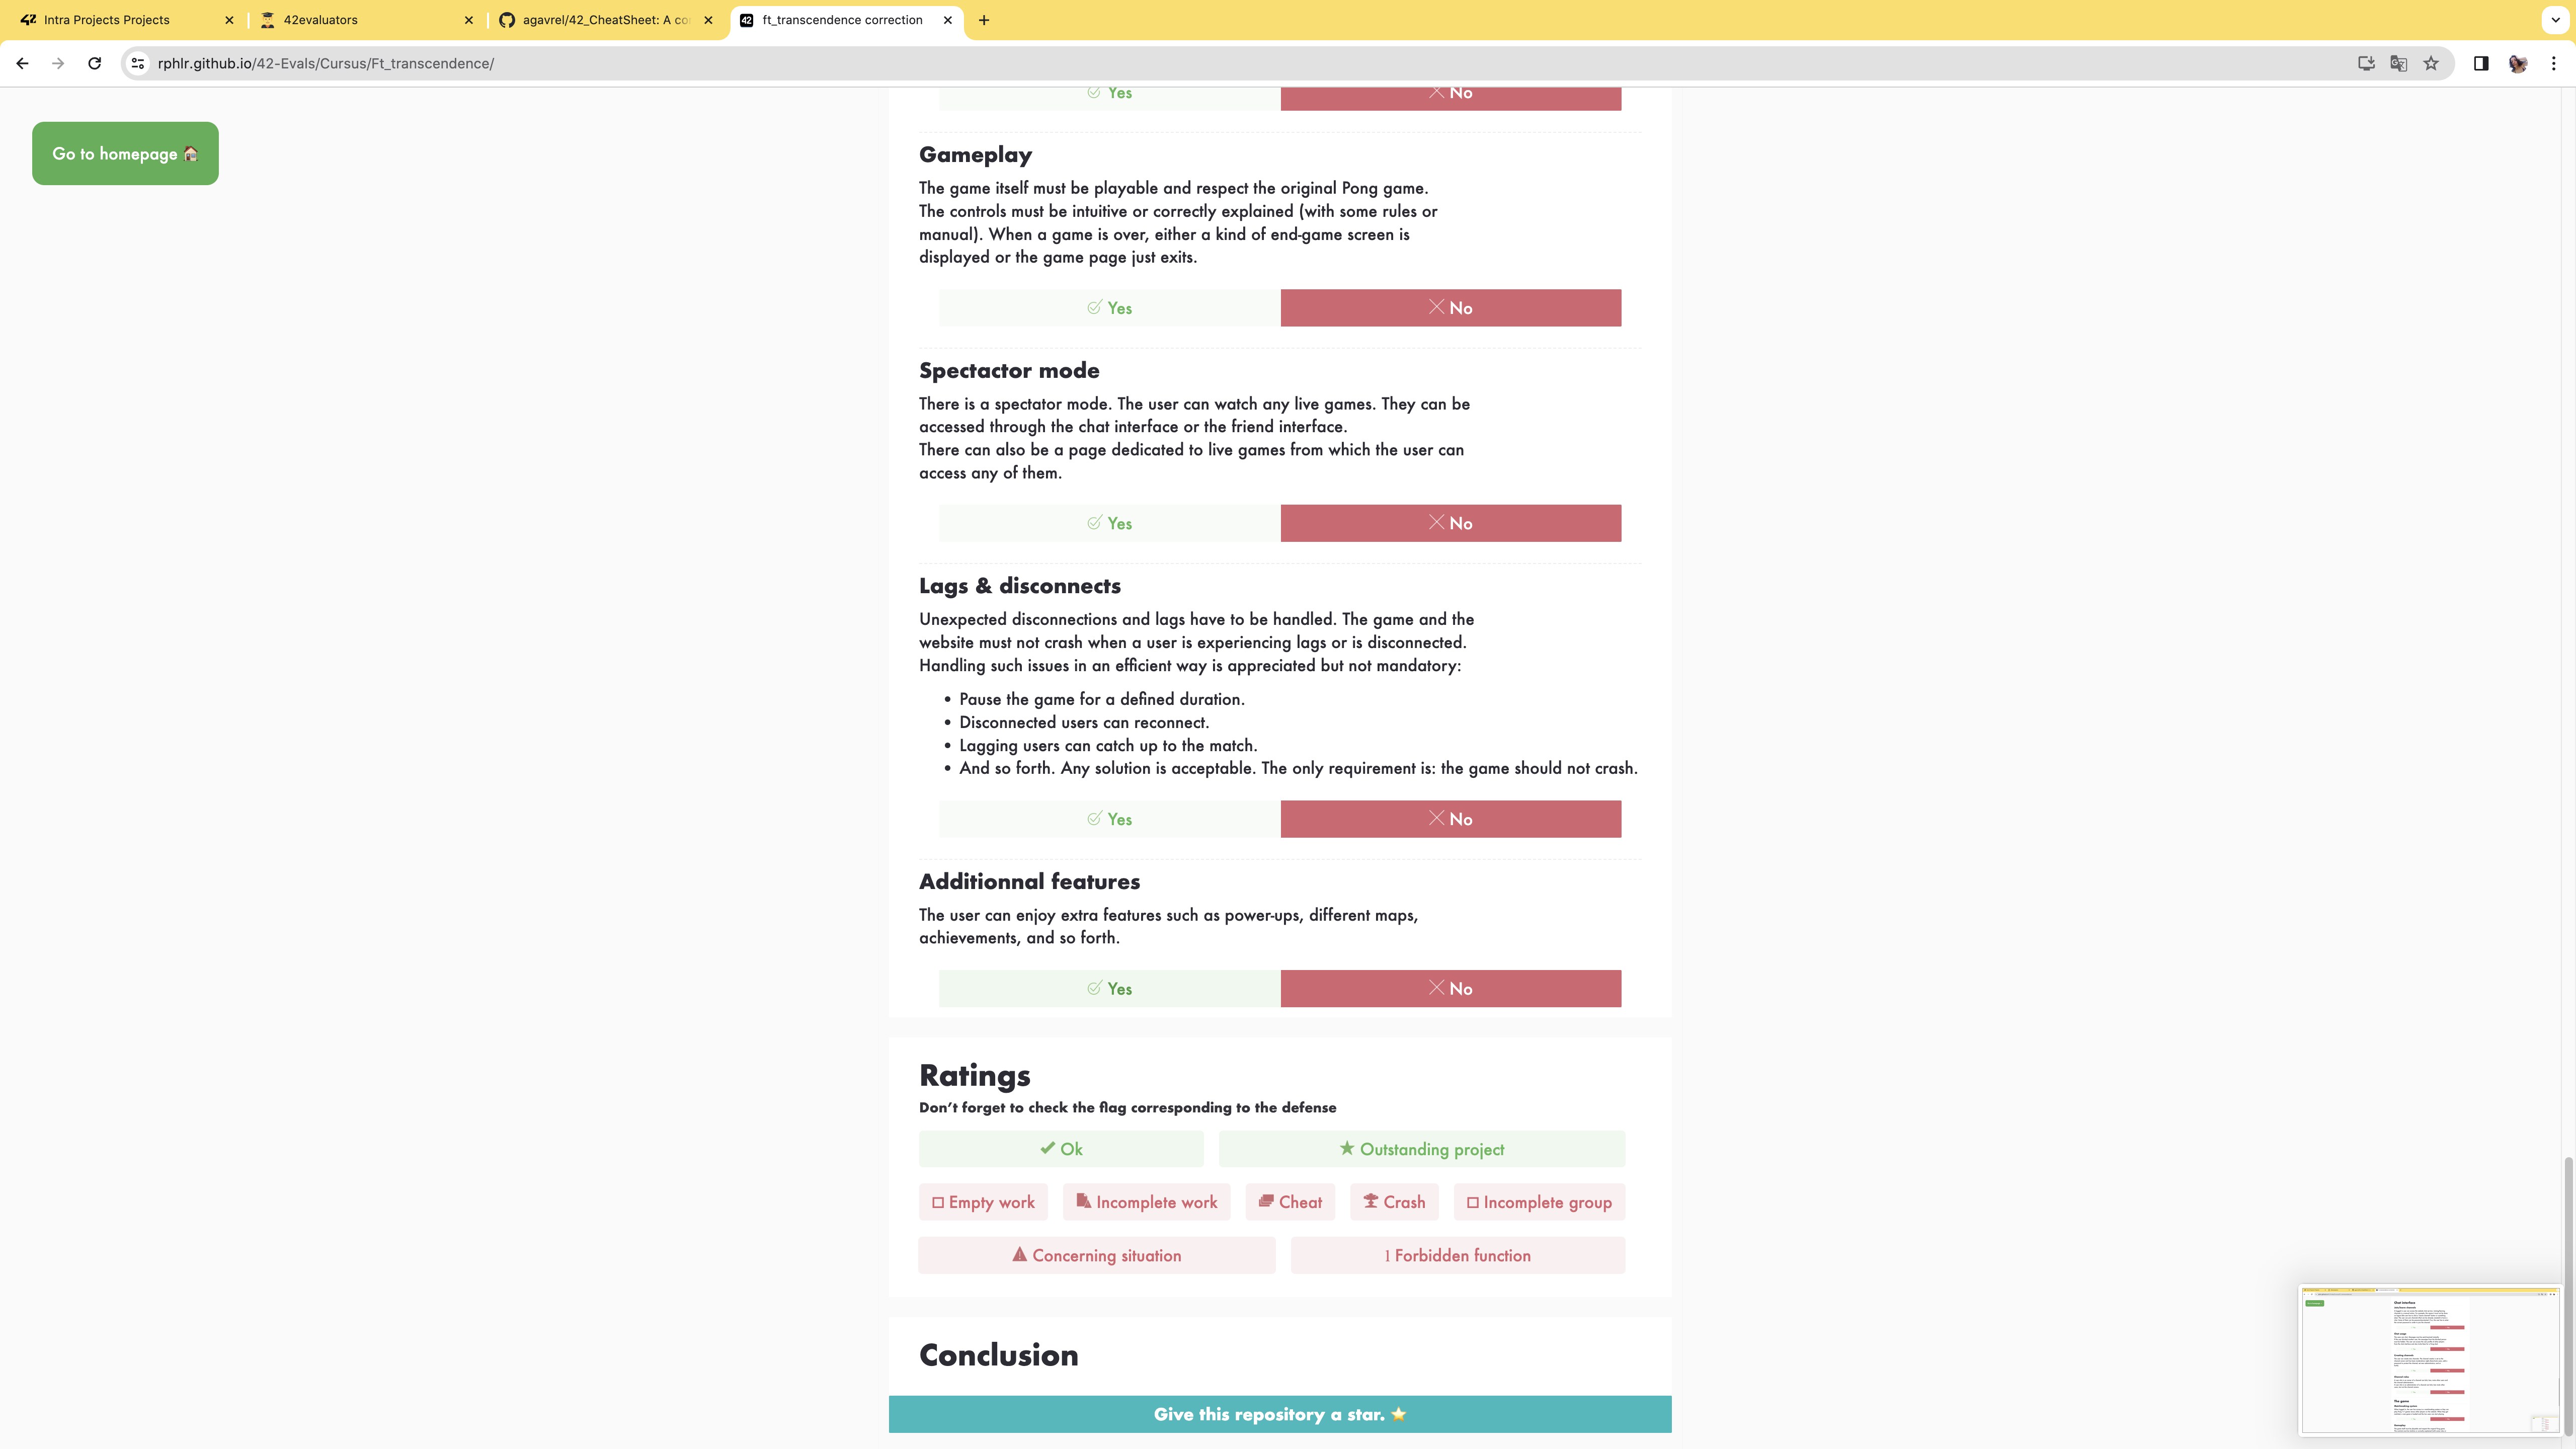 Intra Projects Projects
42evaluators
agavrel/42_CheatSheet: A co
ft_transcendence correction
rphlr.github.io/42-Evals/Cursus/Ft_transcendence/
Go to homepage
Yes
No
Gameplay
The game itself must be playable and respect the original Pong game.
The controls must be intuitive or correctly explained (with some rules or
manual). When a game is over, either a kind of end-game screen is
displayed or the game page just exits.
Yes
No
Spectactor mode
There is a spectator mode. The user can watch any live games. They can be
accessed through the chat interface or the friend interface.
There can also be a page dedicated to live games from which the user can
access any of them.
Yes
No
Lags & disconnects
Unexpected disconnections and lags have to be handled. The game and the
website must not crash when a user is experiencing lags or is disconnected.
Handling such issues in an efficient way is appreciated but not mandatory:
• Pause the game for a defined duration.
• Disconnected users can reconnect.
• Lagging users can catch up to the match.
• And so forth. Any solution is acceptable. The only requirement is: the game should not crash.
Yes
No
Additionnal features
The user can enjoy extra features such as power-ups, different maps,
achievements, and so forth.
Yes
No
Ratings
Don't forget to check the flag corresponding to the defense
Ok
Outstanding project
Empty work
Incomplete work
Cheat
Crash
Incomplete group
Concerning situation
Forbidden function
Conclusion
Give this repository a star.